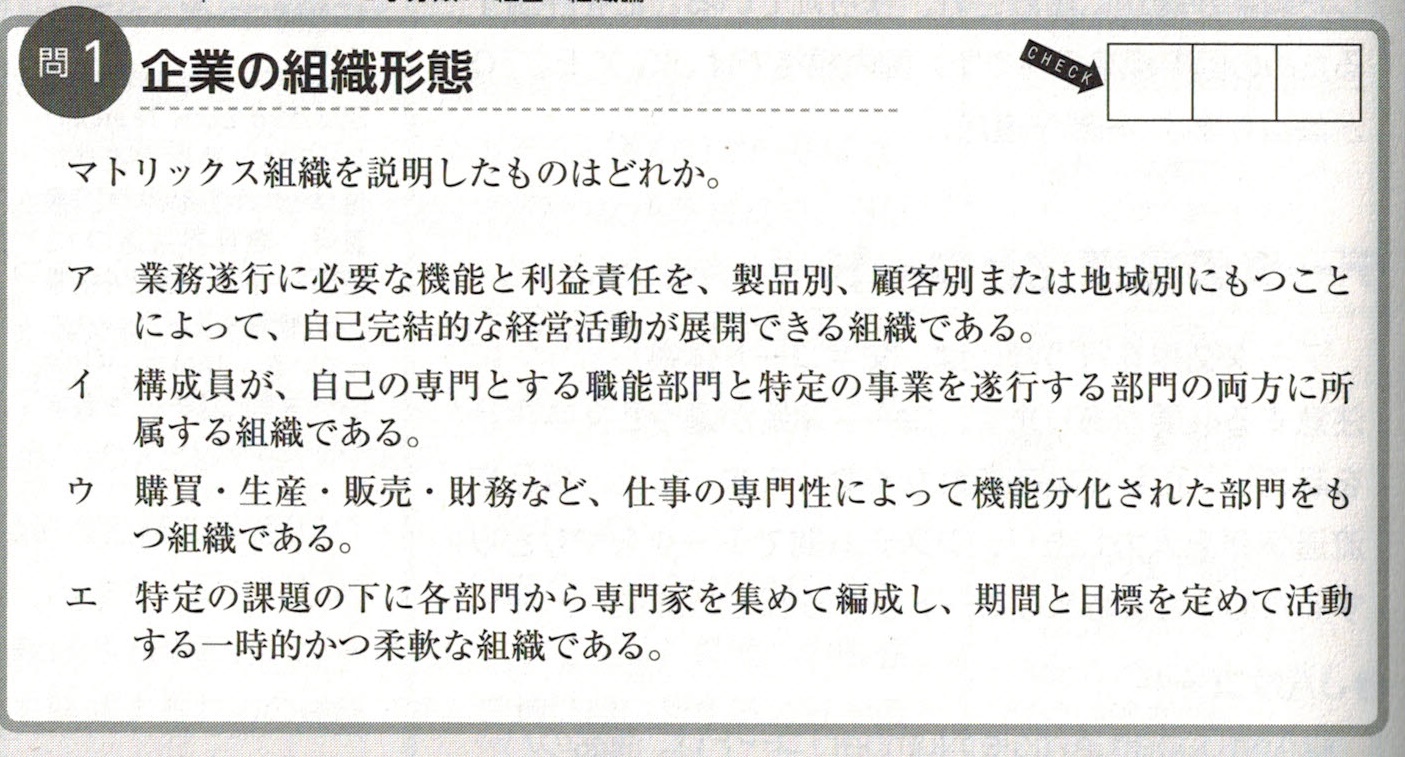 問1 企業の組織形態
CHECK
マトリックス組織を説明したものはどれか。
ア 業務遂行に必要な機能と利益責任を、製品別、顧客別または地域別にもつこと
によって、自己完結的な経営活動が展開できる組織である。
イ 構成員が、自己の専門とする職能部門と特定の事業を遂行する部門の両方に所
属する組織である。
ウ 購買・生産・販売・財務など、仕事の専門性によって機能分化された部門をも
つ組織である。
エ 特定の課題の下に各部門から専門家を集めて編成し、期間と目標を定めて活動
する一時的かつ柔軟な組織である。